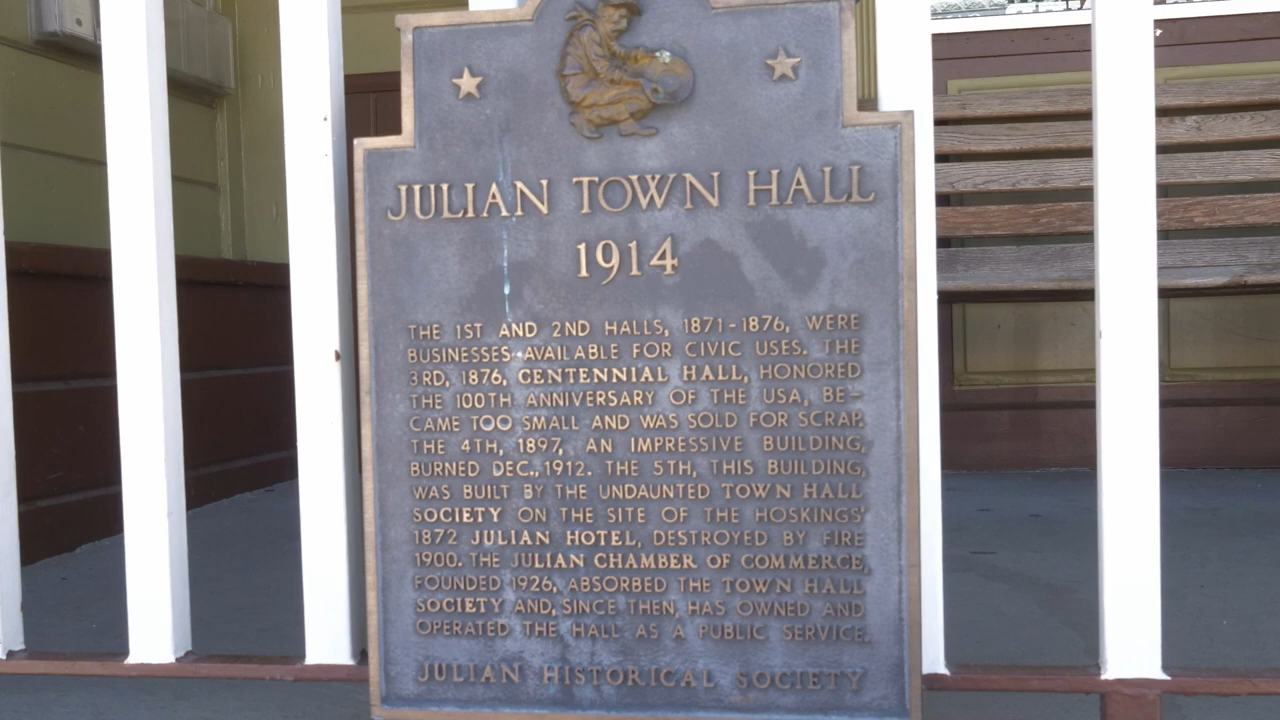 JULIAN TOWN HALL
1914
THE 1ST AND 2ND HALLS, 1871-1876, WERE
BUSINESSES AVAILABLE FOR CIVIC USES. THE
3RD, 1876, CENTENNIAL HALL, HONORED
THE 100TH ANNIVERSARY OF THE USA, BE-
CAME TOO SMALL AND WAS SOLD FOR SCRAP.
THE 4TH, 1897, AN IMPRESSIVE BUILDING,
BURNED DEC., 1912. THE 5TH, THIS BUILDING,
WAS BUILT BY THE UNDAUNTED TOWN HALL
SOCIETY ON THE SITE OF THE HOSKINGS'
1872 JULIAN HOTEL, DESTROYED BY FIRE
1900. THE JULIAN CHAMBER OF COMMERCE,
FOUNDED 1926, ABSORBED THE TOWN HALL
SOCIETY AND, SINCE THEN, HAS OWNED AND
OPERATED THE HALL AS A PUBLIC SERVICE.
JULIAN HISTORICAL SOCIETY